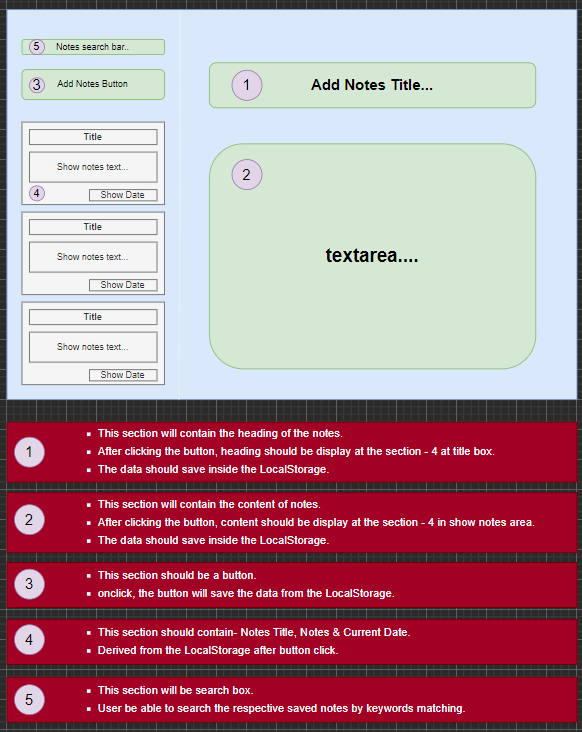 5 Notes search bar..
3 Add Notes Button
1 Add Notes Title...
Title
Show notes text...
4 Show Date
Title
Show notes text...
Show Date
Title
Show notes text...
Show Date
2
textarea....
1
▪ This section will contain the heading of the notes.
▪ After clicking the button, heading should be display at the section - 4 at title box.
▪ The data should save inside the LocalStorage.
2
▪ This section will contain the content of notes.
▪ After clicking the button, content should be display at the section - 4 in show notes area.
▪ The data should save inside the LocalStorage.
3
▪ This section should be a button.
▪ onclick, the button will save the data from the LocalStorage.
4
▪ This section should contain- Notes Title, Notes & Current Date.
▪ Derived from the LocalStorage after button click.
5
▪ This section will be search box.
▪ User be able to search the respective saved notes by keywords matching.